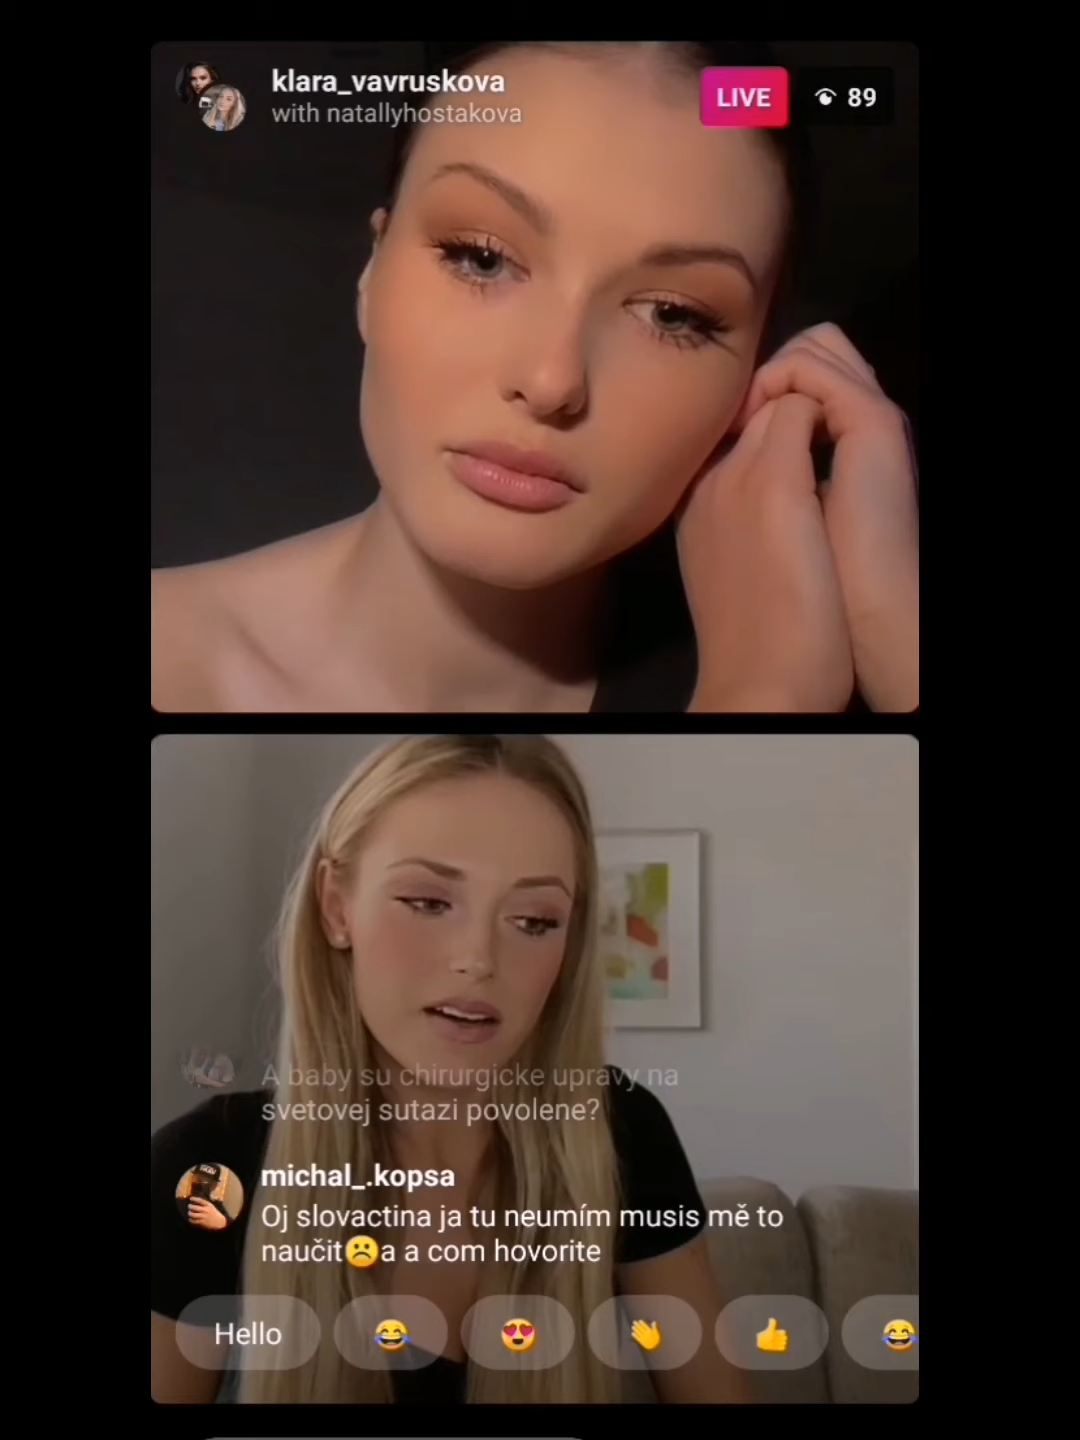 klara_vavruskova
with natallyhostakova
LIVE
89
A baby su chirurgicke upravy na
svetovej sutazi povolene?
michal_.kopsa
Oj slovactina ja tu neumím musis mě to
naučit☹️a a com hovorite
Hello